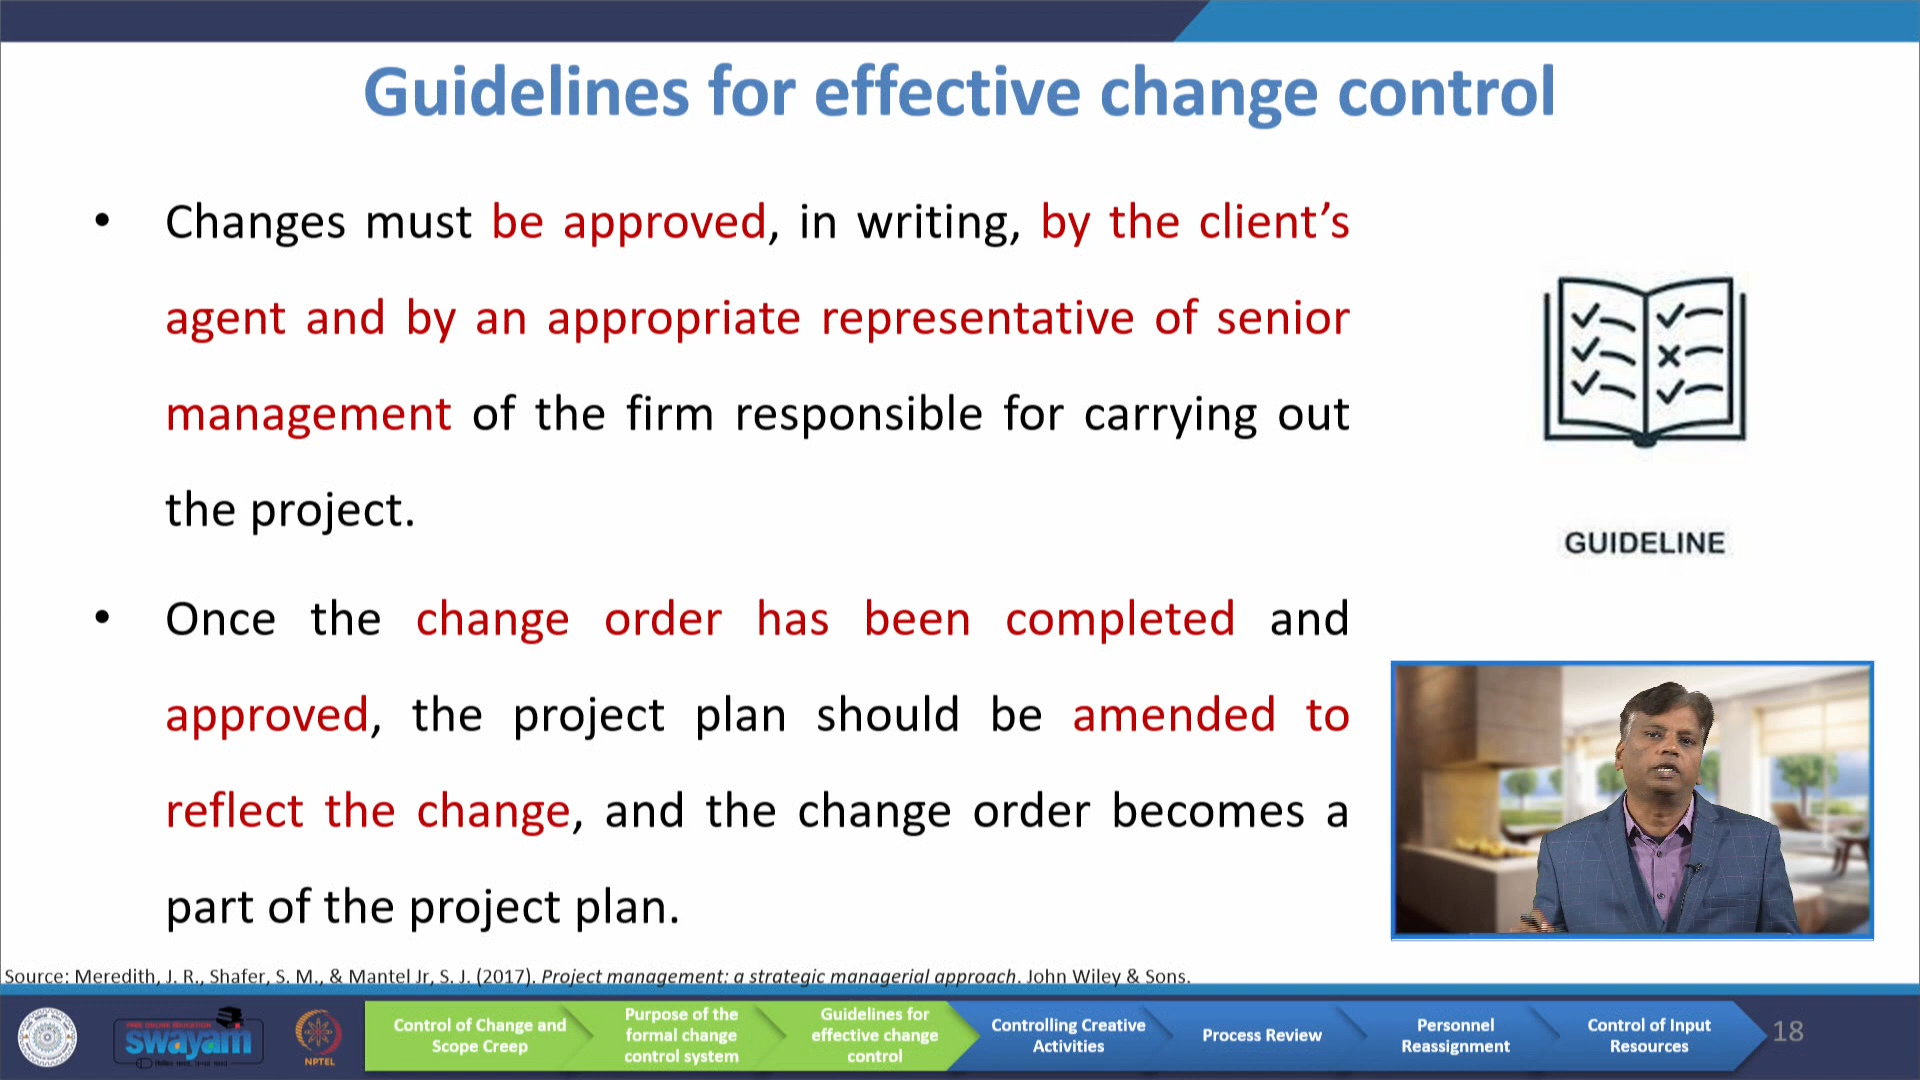 Guidelines for effective change control
• Changes must be approved, in writing, by the client’s
agent and by an appropriate representative of senior
management of the firm responsible for carrying out
the project.
GUIDELINE
• Once the change order has been completed and
approved, the project plan should be amended to
reflect the change, and the change order becomes a
part of the project plan.
Source: Meredith, J. R., Shafer, S. M., & Mantel Jr, S. J. (2017). Project management: a strategic managerial approach. John Wiley & Sons.
FREE ONLINE EDUCATION
swayam
NPTEL
Control of Change and
Scope Creep
Purpose of the
formal change
control system
Guidelines for
effective change
control
Controlling Creative
Activities
Process Review
Personnel
Reassignment
Control of Input
Resources
18